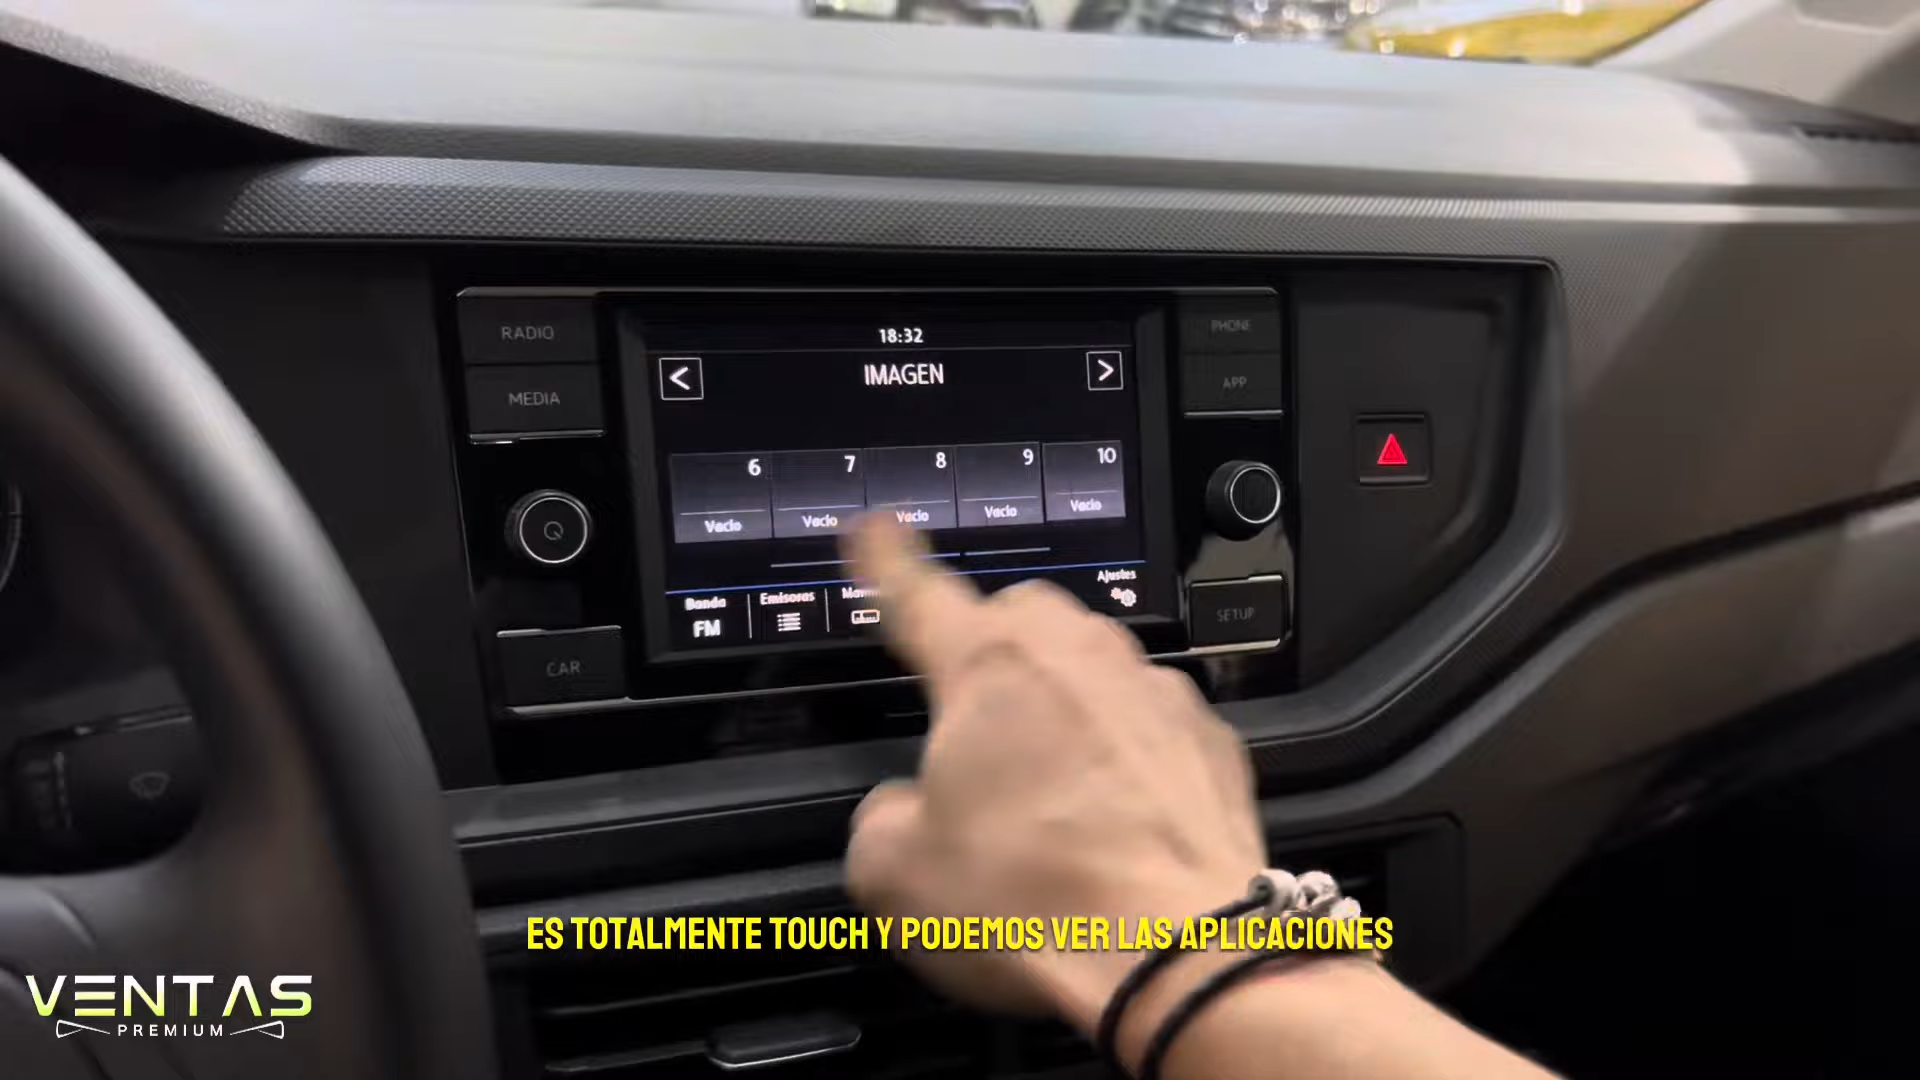 RADIO
MEDIA
18:32
IMAGEN
<
>
6
7
8
9
10
Vacío
Vacío
Vacío
Vacío
Vacío
Banda
FM
Emisoras
Ajustes
PHONE
APP
SETUP
CAR
ES TOTALMENTE TOUCH Y PODEMOS VER LAS APLICACIONES
VENTAS
PREMIUM